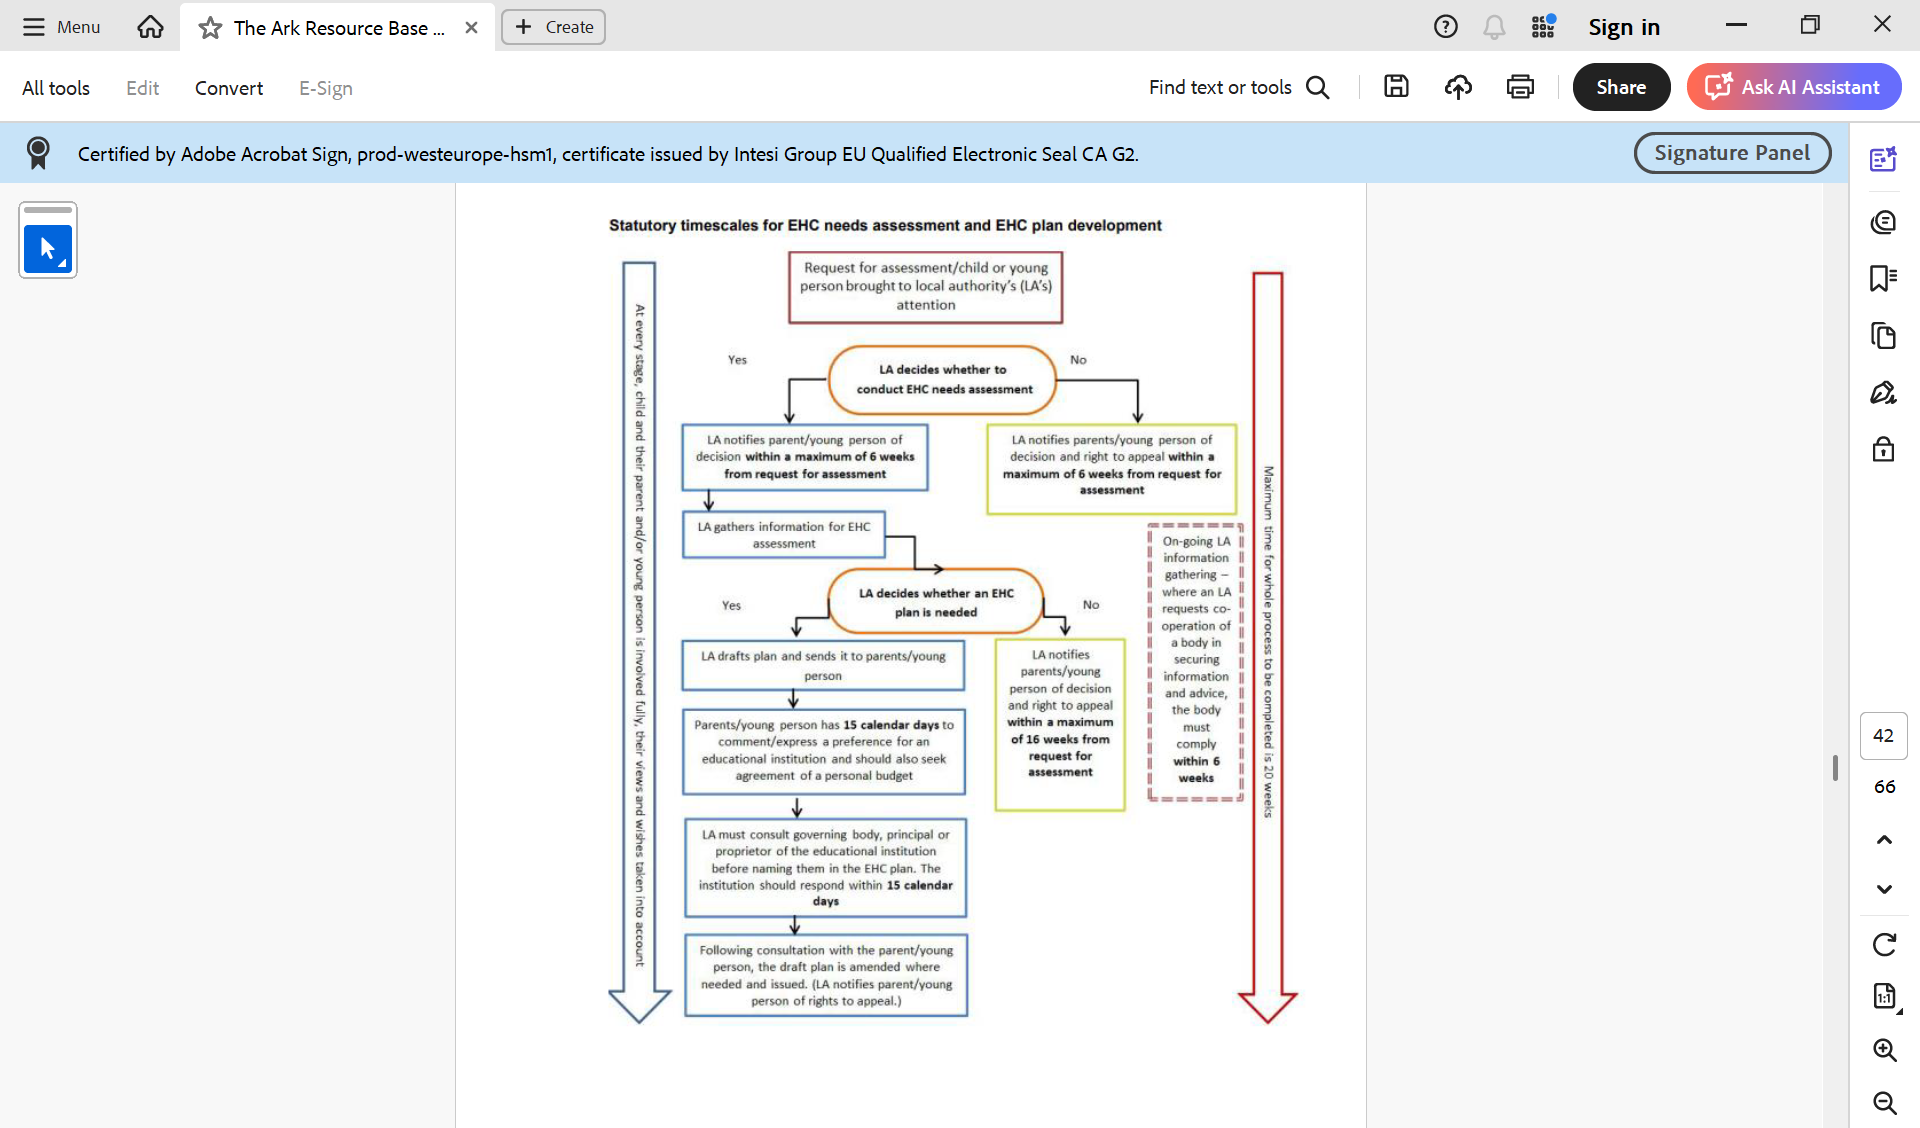 Menu
The Ark Resource Base ...
Create
Sign in
All tools
Edit
Convert
E-Sign
Find text or tools
Share
Ask AI Assistant
Certified by Adobe Acrobat Sign, prod-westeurope-hsm1, certificate issued by Intesi Group EU Qualified Electronic Seal CA G2.
Signature Panel
Statutory timescales for EHC needs assessment and EHC plan development
Request for assessment/child or young
person brought to local authority's (LA's)
attention
At every stage, child and their parent and/or young person is involved fully, their views and wishes taken into account
Yes
LA decides whether to
conduct EHC needs assessment
No
LA notifies parent/young person of
decision within a maximum of 6 weeks
from request for assessment
LA notifies parents/young person of
decision and right to appeal within a
maximum of 6 weeks from request for
assessment
LA gathers information for EHC
assessment
Yes
LA decides whether an EHC
plan is needed
No
LA drafts plan and sends it to parents/young
person
Parents/young person has 15 calendar days to
comment/express a preference for an
educational institution and should also seek
agreement of a personal budget
LA must consult governing body, principal or
proprietor of the educational institution
before naming them in the EHC plan. The
institution should respond within 15 calendar
days
Following consultation with the parent/young
person, the draft plan is amended where
needed and issued. (LA notifies parent/young
person of rights to appeal.)
LA notifies
parents/young
person of decision
and right to appeal
within a maximum
of 16 weeks from
request for
assessment
On-going LA
information
gathering –
where an LA
requests co-
operation of
a body in
securing
information
and advice,
the body
must
comply
within 6
weeks
Maximum time for whole process to be completed is 20 weeks
42
66
1:1